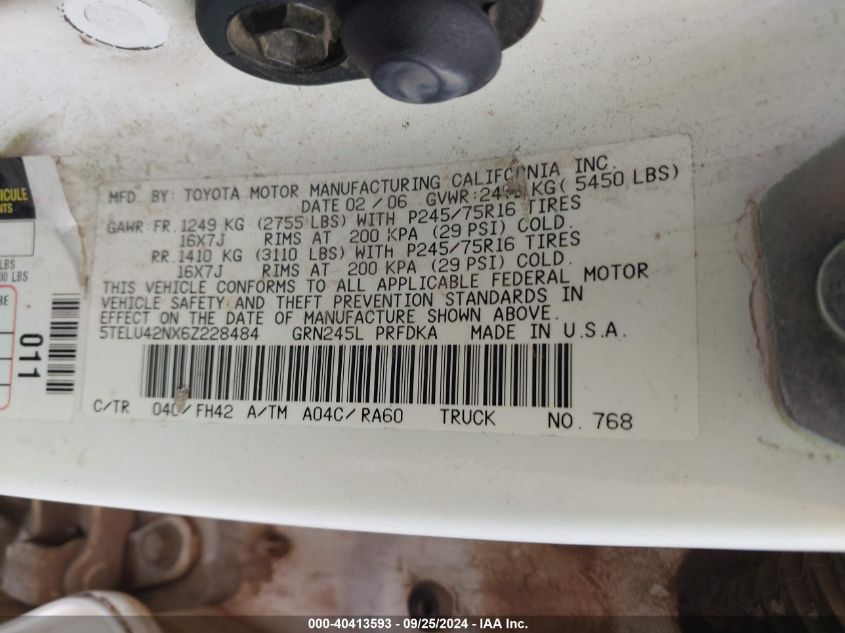 MFD. BY: TOYOTA MOTOR MANUFACTURING CALIFORNIA INC.
DATE 02 / 06 GVWR: KG( 5450 LBS)
GAWR: FR. 1249 KG (2755 LBS) WITH P245/75R16 TIRES
16X7J RIMS AT 200 KPA (29 PSI) COLD.
RR. 1410 KG (3110 LBS) WITH P245/75R16 TIRES
16X7J RIMS AT 200 KPA (29 PSI) COLD.
THIS VEHICLE CONFORMS TO ALL APPLICABLE FEDERAL MOTOR
VEHICLE SAFETY AND THEFT PREVENTION STANDARDS IN
EFFECT ON THE DATE OF MANUFACTURE SHOWN ABOVE.
5TELU42NX6Z228484 GRN245L PRFDKA MADE IN U.S.A.
C/TR FH42 A/TM A04C/ RA60 TRUCK NO. 768
011
LBS
000-40413593 - 09/25/2024 - IAA Inc.